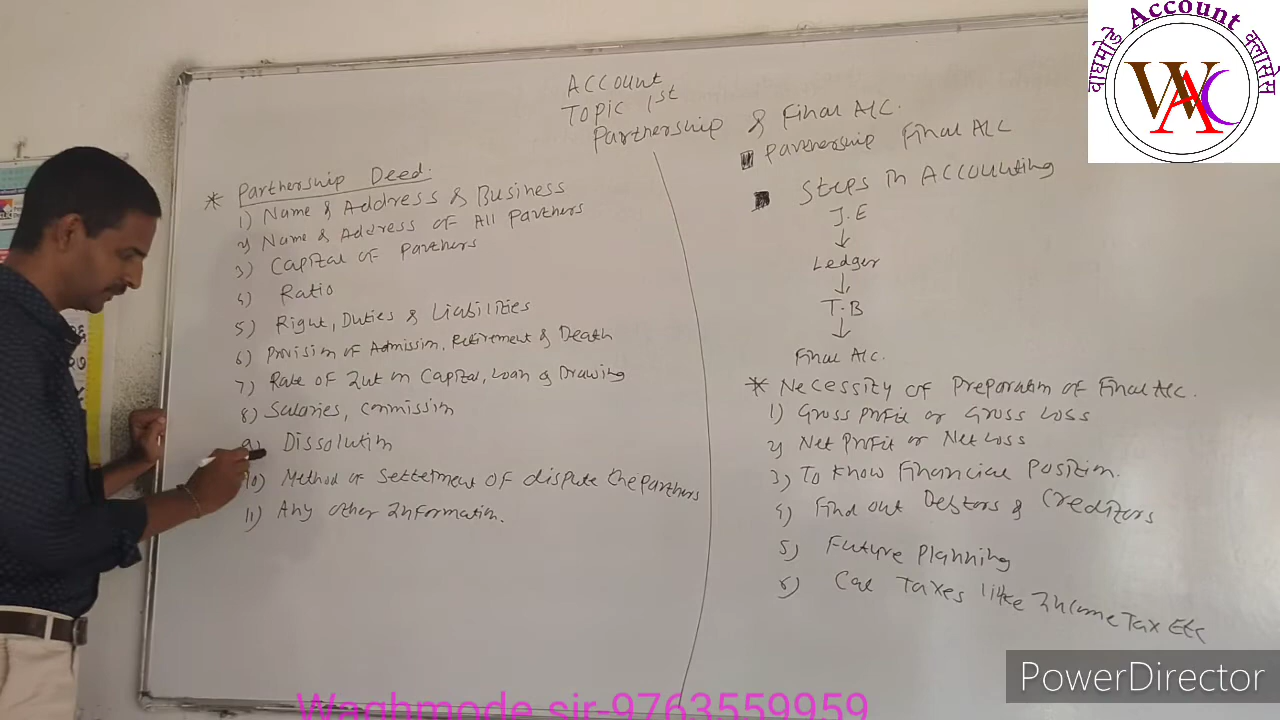 Account
वाघमोडे
क्लासेस
WAC
ACCOUNT
TOPIC 1st
Partnership & Final A/C.
* Partnership Deed.
1) Name & Address & Business
2) Name & Address of All Partners
3) Capital of Partners
4) Ratio
5) Right, Duties & Liabilities
6) Provision of Admission, Retirement & Death
7) Rate of Int on Capital, Loan & Drawing
8) Salaries, Commission
9) Dissolution
10) Method of Settetment of dispute the partners
11) Any other Information.
Partnership Final A/C
Steps in Accounting
J.E
Ledger
T.B
Final A/C.
* Necessity of Preparation of Final A/C.
1) Gross Profit or Gross Loss
2) Net Profit or Net Loss
3) To Know Financial Position.
4) Find out Debtors & Creditors
5) Future Planning
6) Cal Taxes like Income Tax Etc
PowerDirector
Waghmode sir-9763559959